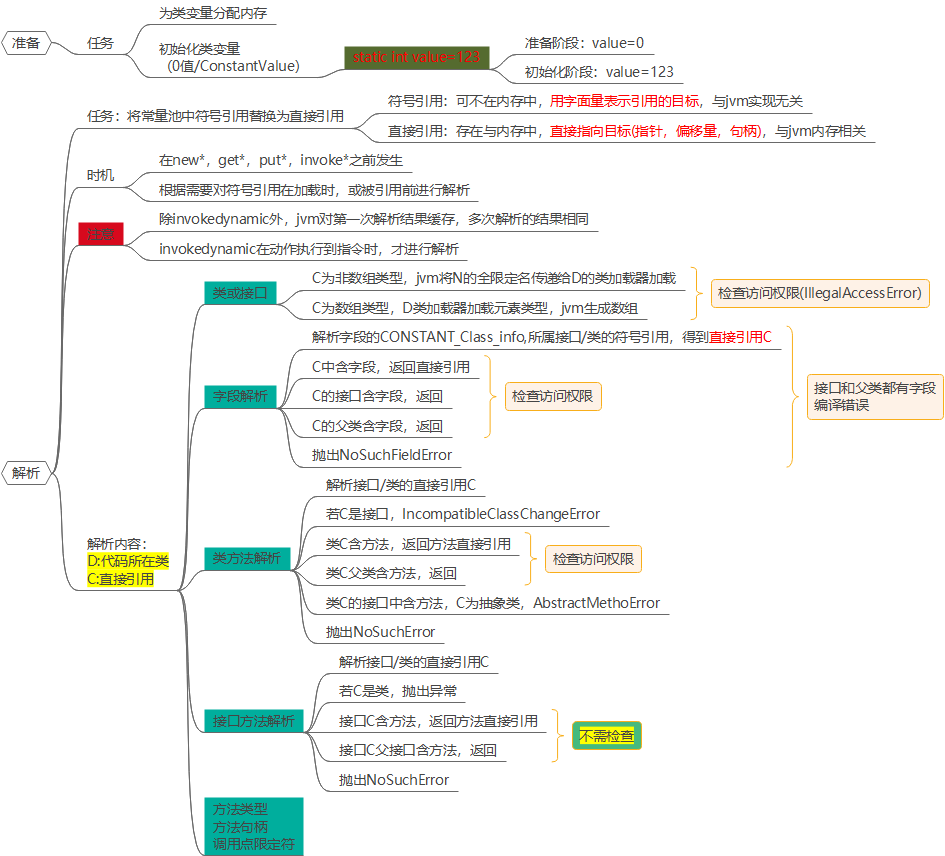 准备
任务
为类变量分配内存
初始化类变量
(0值/ConstantValue)
static int value=123
准备阶段：value=0
初始化阶段：value=123
解析
任务：将常量池中符号引用替换为直接引用
符号引用：可不在内存中，用字面量表示引用的目标，与jvm实现无关
直接引用：存在与内存中，直接指向目标(指针，偏移量，句柄)，与jvm内存相关
时机
在new*，get*，put*，invoke*之前发生
根据需要对符号引用在加载时，或被引用前进行解析
注意
除invokedynamic外，jvm对第一次解析结果缓存，多次解析的结果相同
invokedynamic在动作执行到指令时，才进行解析
解析内容：
D:代码所在类
C:直接引用
类或接口
C为非数组类型，jvm将N的全限定名传递给D的类加载器加载
C为数组类型，D类加载器加载元素类型，jvm生成数组
检查访问权限(IllegalAccessError)
字段解析
解析字段的CONSTANT_Class_info,所属接口/类的符号引用，得到直接引用C
C中含字段，返回直接引用
C的接口含字段，返回
C的父类含字段，返回
检查访问权限
抛出NoSuchFieldError
接口和父类都有字段
编译错误
类方法解析
解析接口/类的直接引用C
若C是接口，IncompatibleClassChangeError
类C含方法，返回方法直接引用
类C父类含方法，返回
检查访问权限
类C的接口中含方法，C为抽象类，AbstractMethoError
抛出NoSuchError
接口方法解析
解析接口/类的直接引用C
若C是类，抛出异常
接口C含方法，返回方法直接引用
接口C父接口含方法，返回
不需检查
抛出NoSuchError
方法类型
方法句柄
调用点限定符